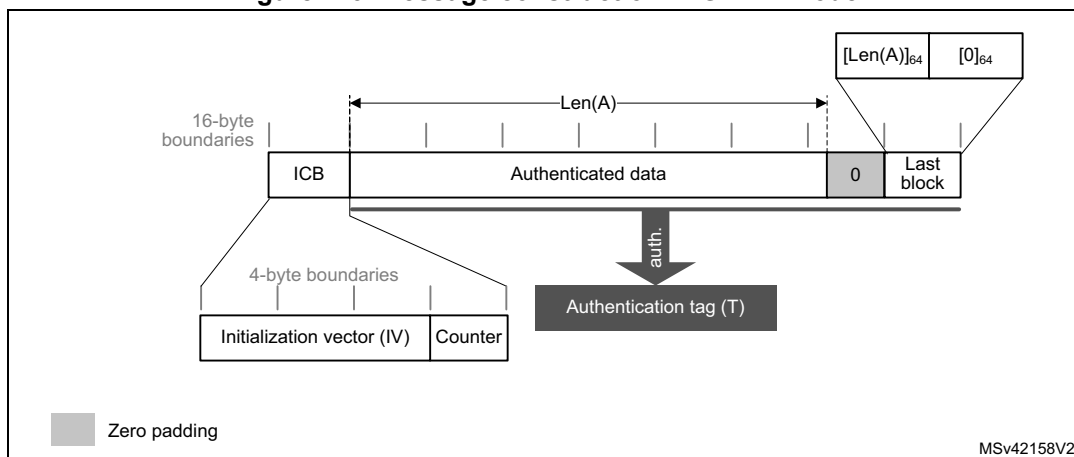 [Len(A)]64 [0]64
Len(A)
16-byte
boundaries
ICB Authenticated data 0 Last
block
auth.
4-byte boundaries
Authentication tag (T)
Initialization vector (IV) Counter
Zero padding
MSv42158V2